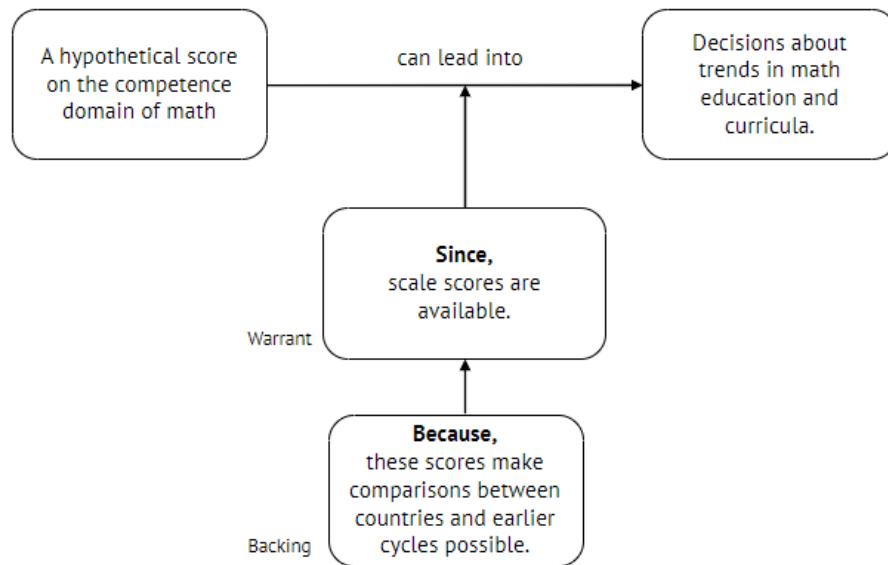 A hypothetical score
on the competence
domain of math
can lead into
Decisions about
trends in math
education and
curricula.
Since,
scale scores are
available.
Warrant
Because,
these scores make
comparisons between
countries and earlier
cycles possible.
Backing